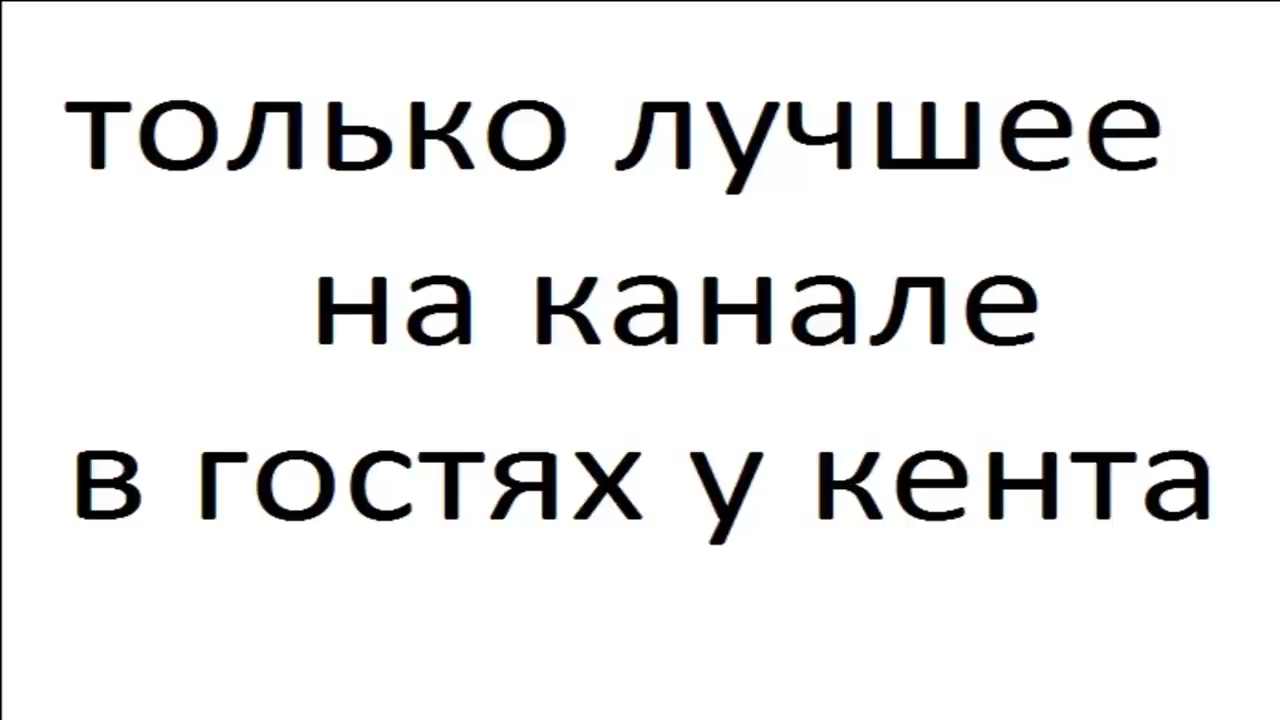 только лучшее
на канале
в гостях у кента